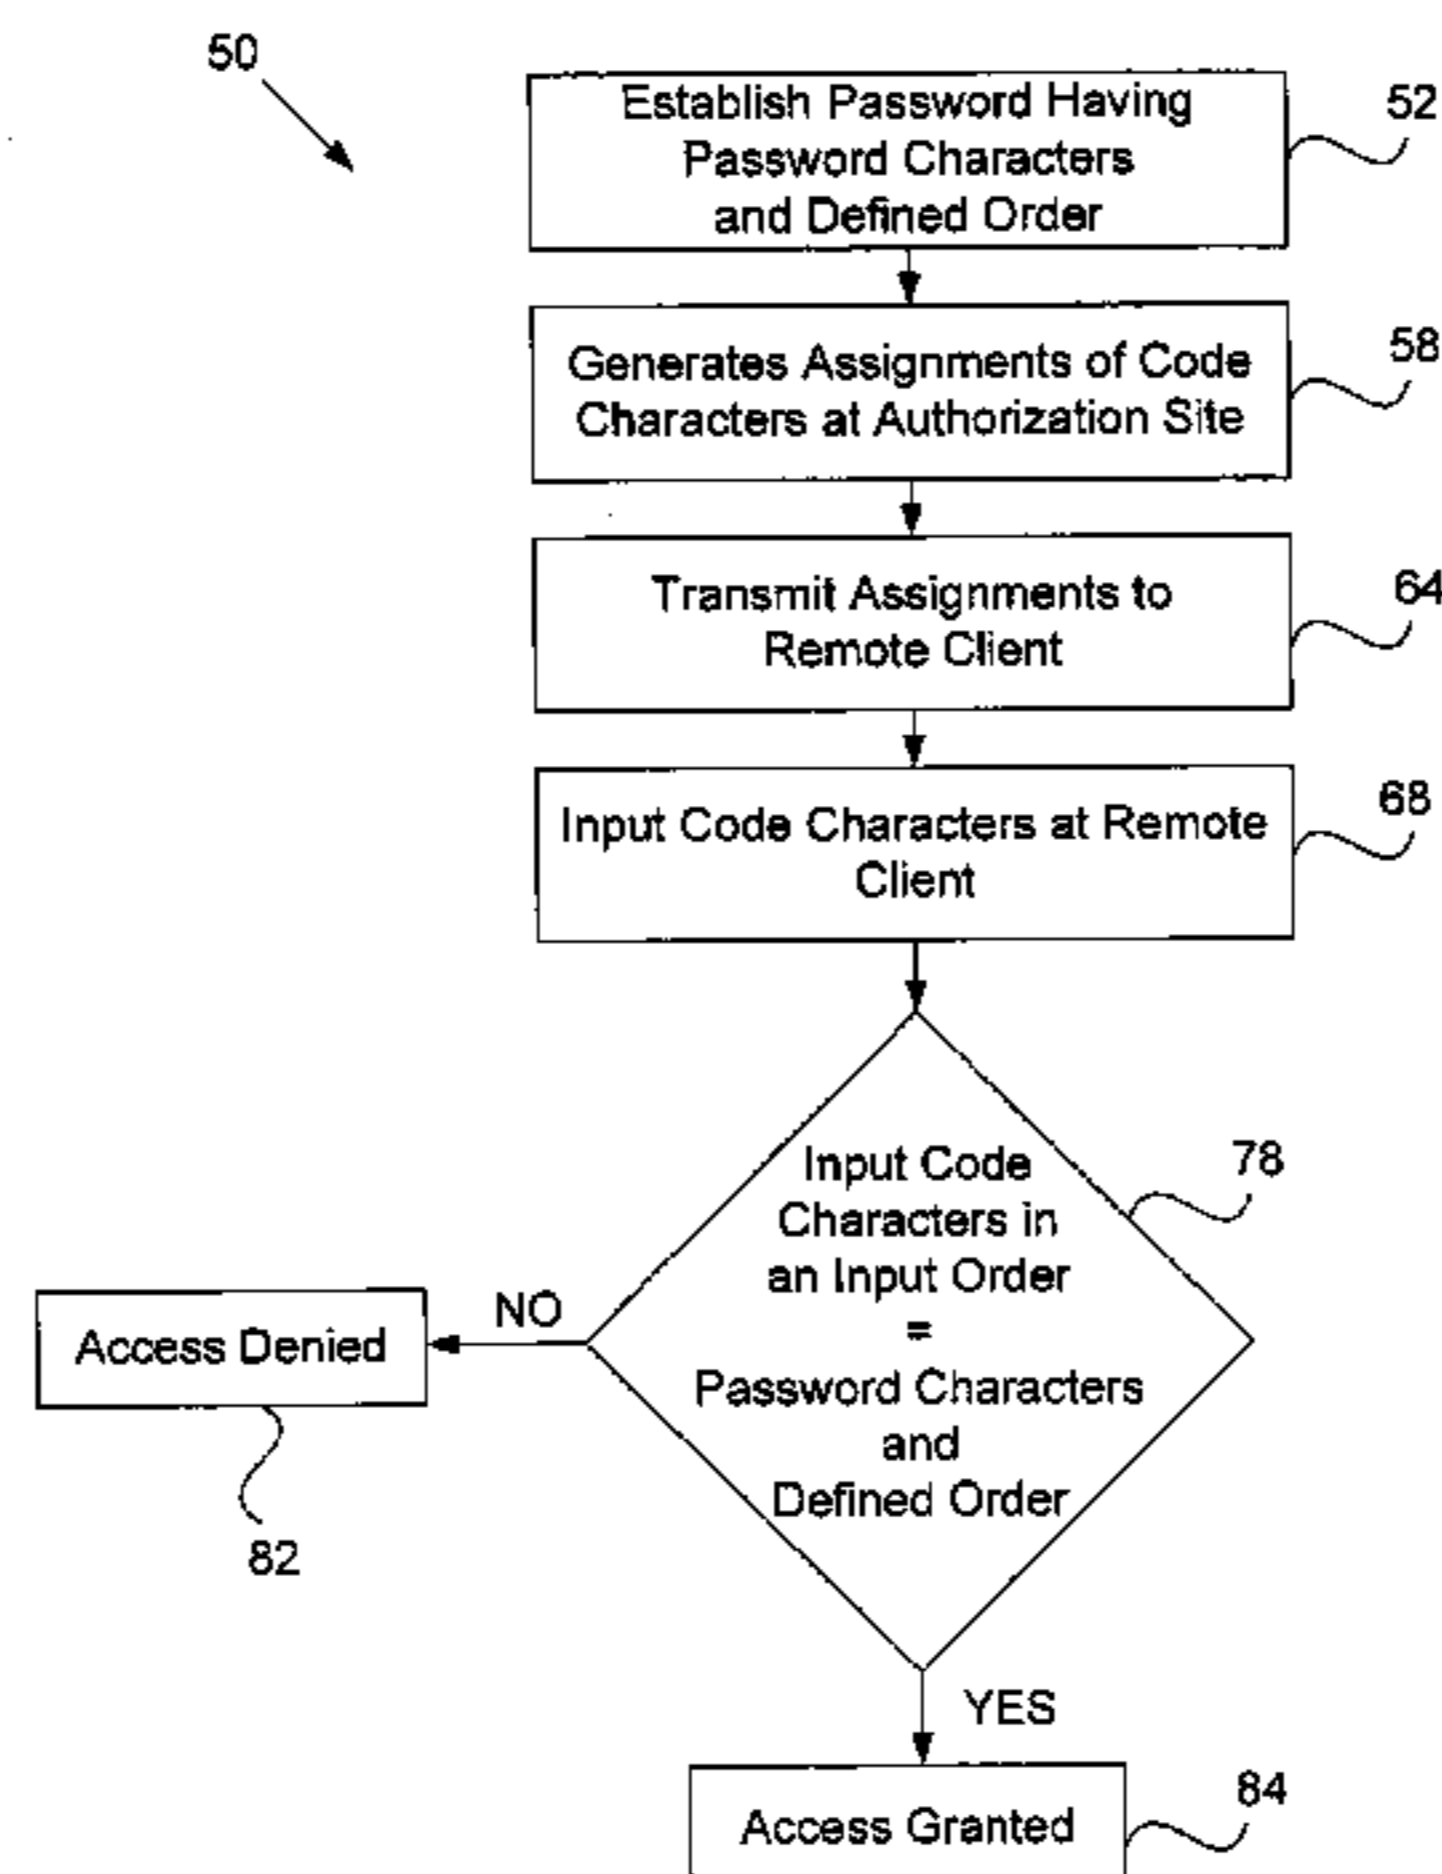 50
Establish Password Having
Password Characters
and Defined Order
52
Generates Assignments of Code
Characters at Authorization Site
58
Transmit Assignments to
Remote Client
64
Input Code Characters at Remote
Client
68
Input Code
Characters in
an Input Order
=
Password Characters
and
Defined Order
78
NO
Access Denied
82
YES
Access Granted
84